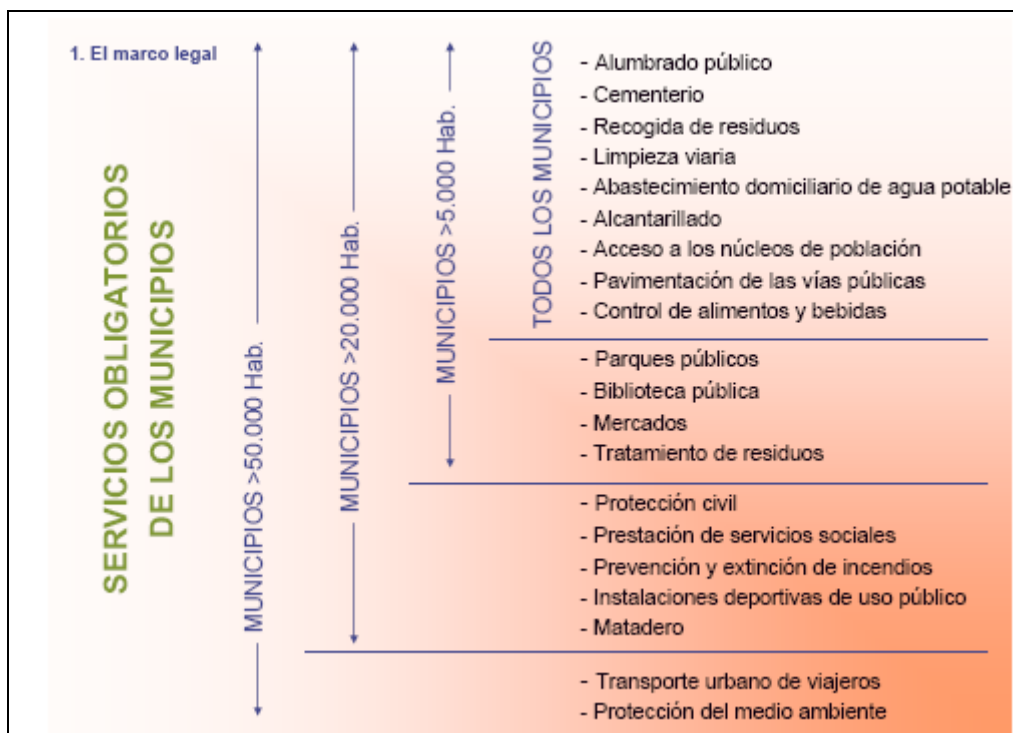 1. El marco legal
SERVICIOS OBLIGATORIOS
DE LOS MUNICIPIOS
MUNICIPIOS >50.000 Hab.
MUNICIPIOS >20.000 Hab.
MUNICIPIOS >5.000 Hab.
TODOS LOS MUNICIPIOS
- Alumbrado público
- Cementerio
- Recogida de residuos
- Limpieza viaria
- Abastecimiento domiciliario de agua potable
- Alcantarillado
- Acceso a los núcleos de población
- Pavimentación de las vías públicas
- Control de alimentos y bebidas
- Parques públicos
- Biblioteca pública
- Mercados
- Tratamiento de residuos
- Protección civil
- Prestación de servicios sociales
- Prevención y extinción de incendios
- Instalaciones deportivas de uso público
- Matadero
- Transporte urbano de viajeros
- Protección del medio ambiente